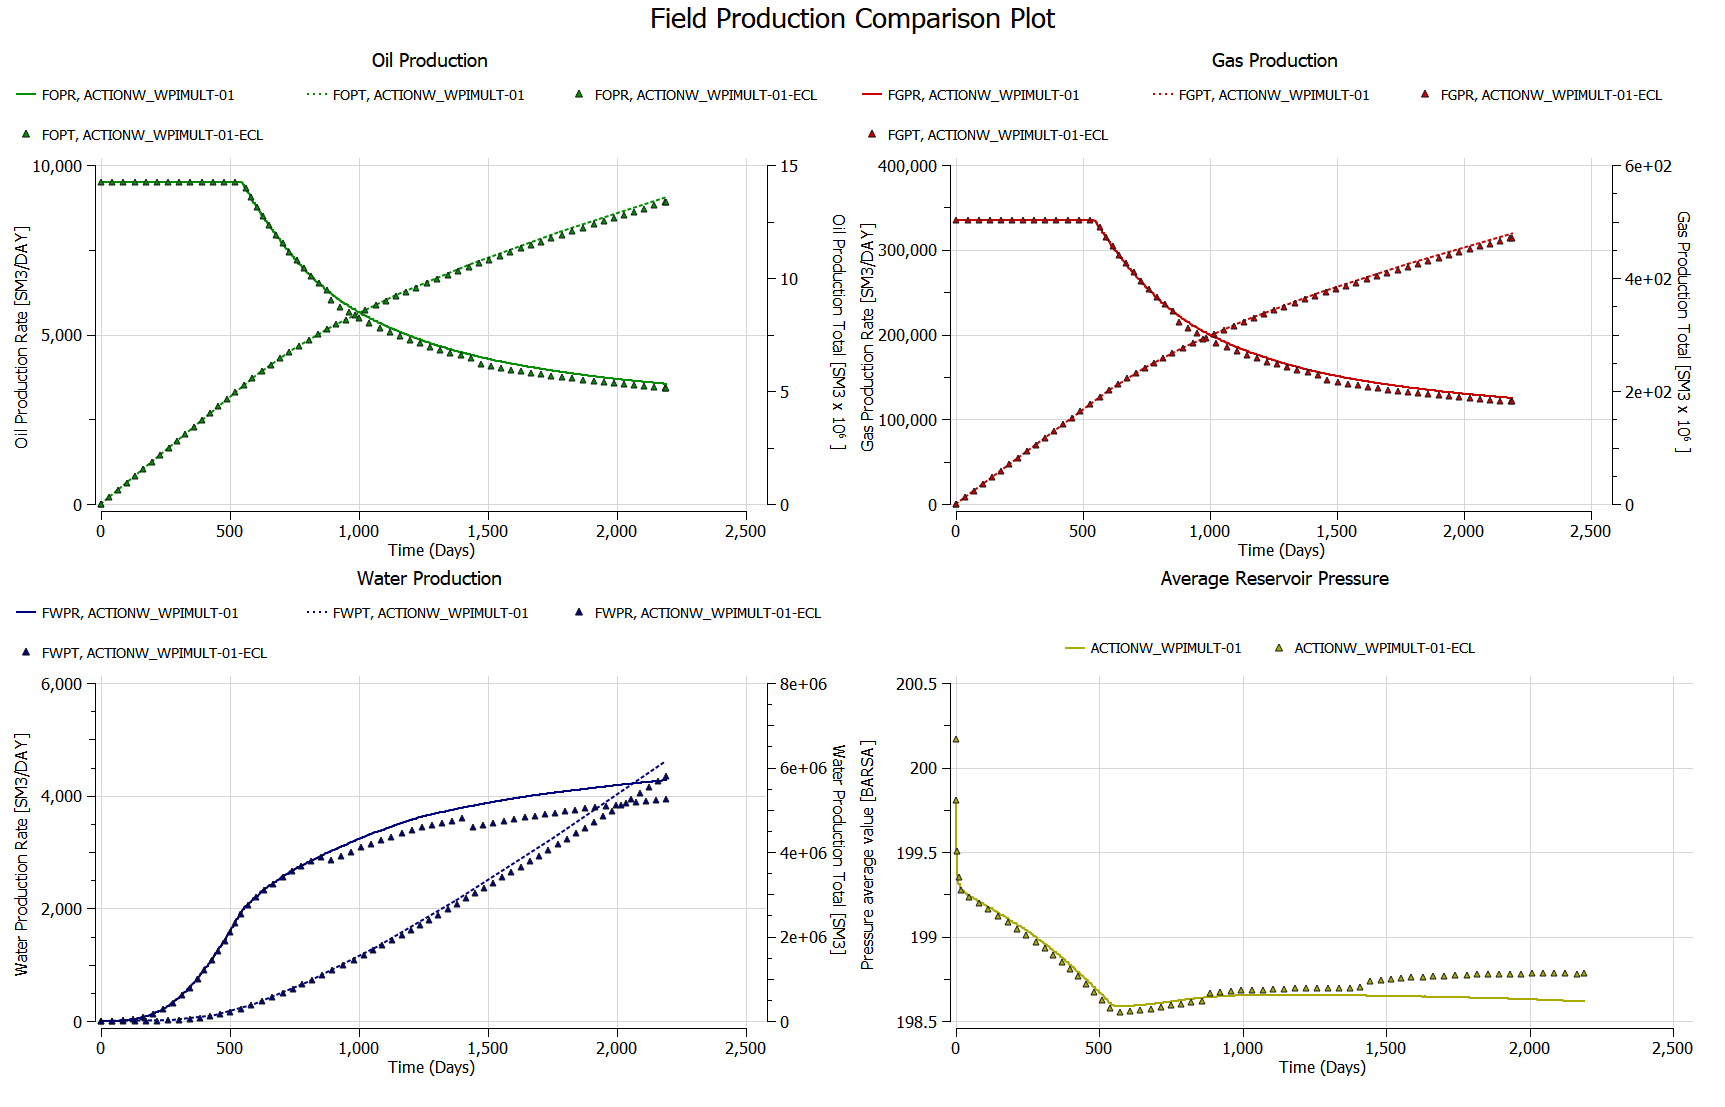 Field Production Comparison Plot
Oil Production
FOPR, ACTIONW_WPIMULT-01
FOPT, ACTIONW_WPIMULT-01
FOPR, ACTIONW_WPIMULT-01-ECL
FOPT, ACTIONW_WPIMULT-01-ECL
10,000
5,000
0
Oil Production Rate [SM3/DAY]
15
10
5
0
Oil Production Total [SM3 x 10⁶ ]
0 500 1,000 1,500 2,000 2,500
Time (Days)
Gas Production
FGPR, ACTIONW_WPIMULT-01
FGPT, ACTIONW_WPIMULT-01
FGPR, ACTIONW_WPIMULT-01-ECL
FGPT, ACTIONW_WPIMULT-01-ECL
400,000
300,000
200,000
100,000
0
Gas Production Rate [SM3/DAY]
6e+02
4e+02
2e+02
0
Gas Production Total [SM3 x 10⁶ ]
0 500 1,000 1,500 2,000 2,500
Time (Days)
Water Production
FWPR, ACTIONW_WPIMULT-01
FWPT, ACTIONW_WPIMULT-01
FWPR, ACTIONW_WPIMULT-01-ECL
FWPT, ACTIONW_WPIMULT-01-ECL
6,000
4,000
2,000
0
Water Production Rate [SM3/DAY]
8e+06
6e+06
4e+06
2e+06
0
Water Production Total [SM3]
0 500 1,000 1,500 2,000 2,500
Time (Days)
Average Reservoir Pressure
ACTIONW_WPIMULT-01
ACTIONW_WPIMULT-01-ECL
200.5
200
199.5
199
198.5
Pressure average value [BARSA]
0 500 1,000 1,500 2,000 2,500
Time (Days)